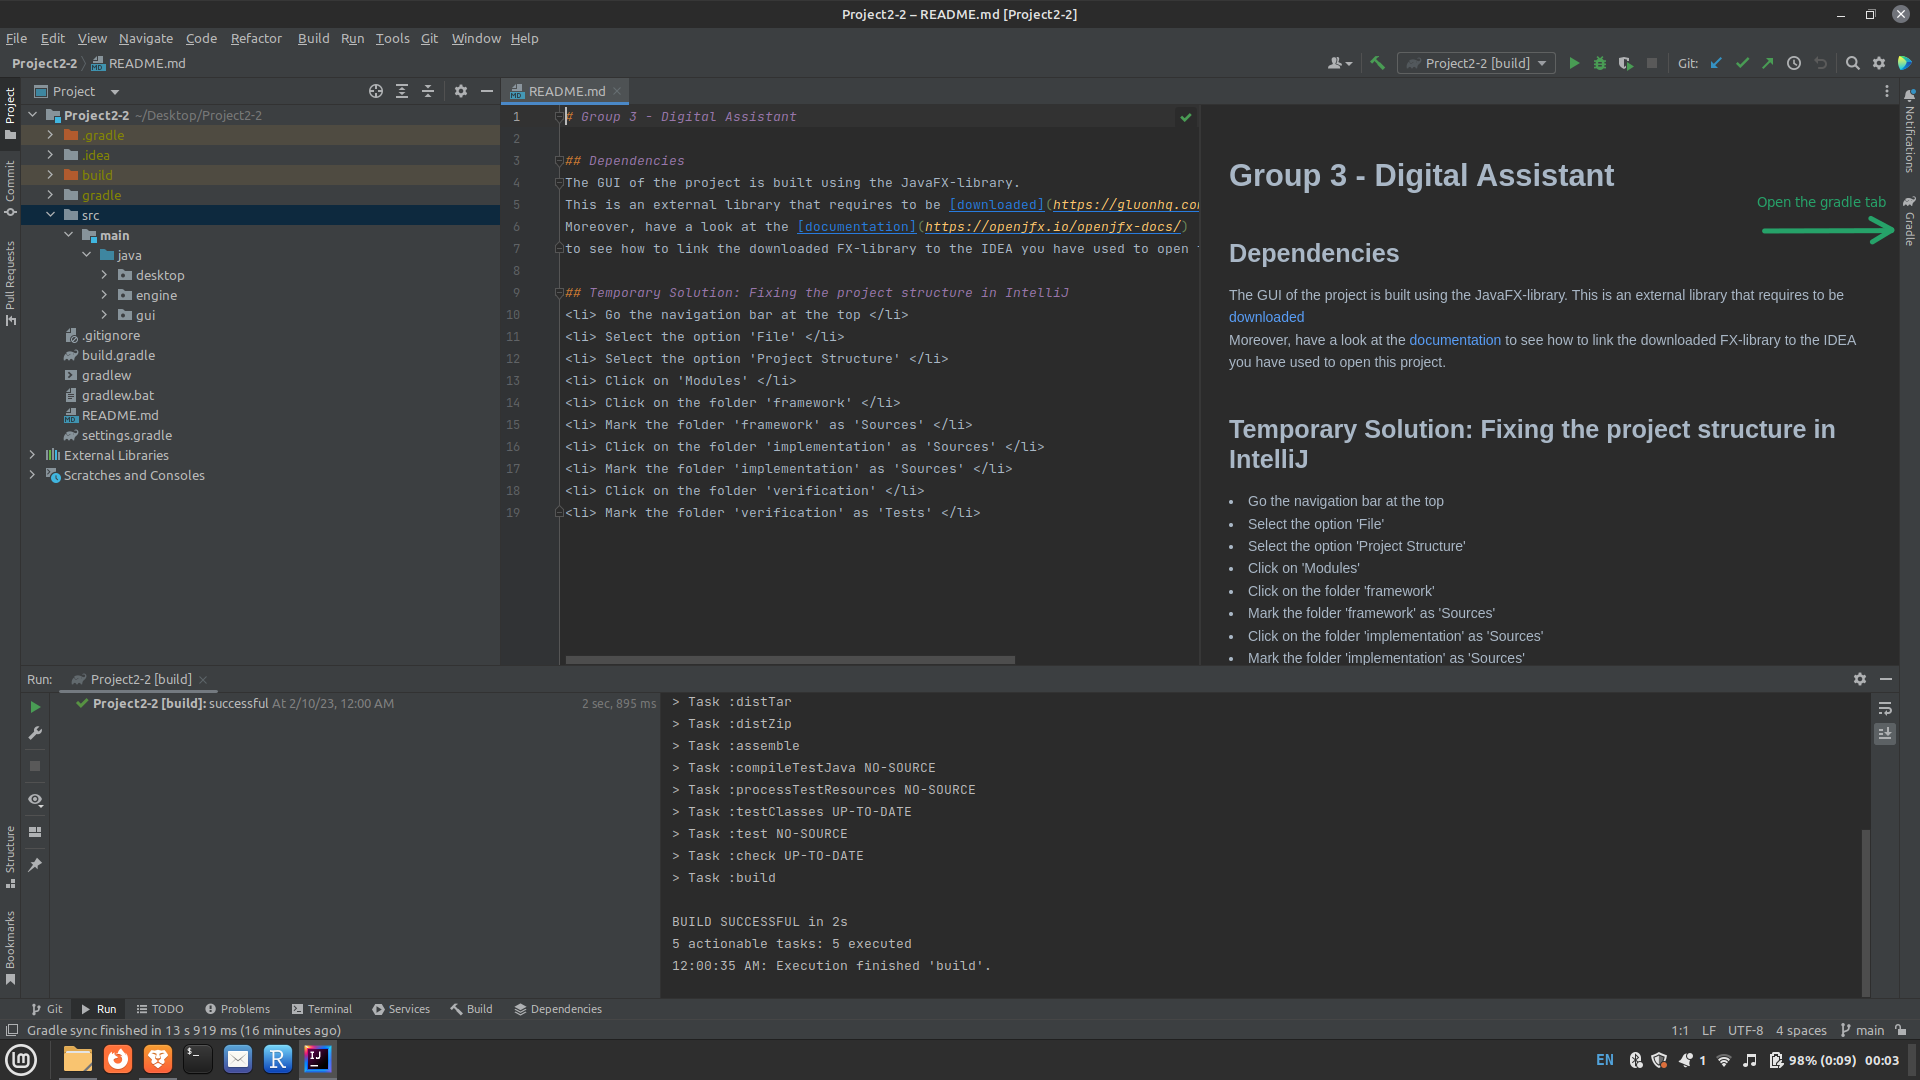 Project2-2 – README.md [Project2-2]
File Edit View Navigate Code Refactor Build Run Tools Git Window Help
Project2-2 README.md
Project2-2 [build]
Git:
Project
Project
Commit
Pull Requests
Structure
Bookmarks
Project2-2 ~/Desktop/Project2-2
.gradle
.idea
build
gradle
src
main
java
desktop
engine
gui
.gitignore
build.gradle
gradlew
gradlew.bat
README.md
settings.gradle
External Libraries
Scratches and Consoles
README.md
1 # Group 3 - Digital Assistant
2
3 ## Dependencies
4 The GUI of the project is built using the JavaFX-library.
5 This is an external library that requires to be [downloaded](https://gluonhq.co
6 Moreover, have a look at the [documentation](https://openjfx.io/openjfx-docs/)
7 to see how to link the downloaded FX-library to the IDEA you have used to open
8
9 ## Temporary Solution: Fixing the project structure in IntelliJ
10 <li> Go the navigation bar at the top </li>
11 <li> Select the option 'File' </li>
12 <li> Select the option 'Project Structure' </li>
13 <li> Click on 'Modules' </li>
14 <li> Click on the folder 'framework' </li>
15 <li> Mark the folder 'framework' as 'Sources' </li>
16 <li> Click on the folder 'implementation' as 'Sources' </li>
17 <li> Mark the folder 'implementation' as 'Sources' </li>
18 <li> Click on the folder 'verification' </li>
19 <li> Mark the folder 'verification' as 'Tests' </li>
Group 3 - Digital Assistant
Open the gradle tab
Dependencies
The GUI of the project is built using the JavaFX-library. This is an external library that requires to be
downloaded
Moreover, have a look at the documentation to see how to link the downloaded FX-library to the IDEA
you have used to open this project.
Temporary Solution: Fixing the project structure in
IntelliJ
• Go the navigation bar at the top
• Select the option 'File'
• Select the option 'Project Structure'
• Click on 'Modules'
• Click on the folder 'framework'
• Mark the folder 'framework' as 'Sources'
• Click on the folder 'implementation' as 'Sources'
• Mark the folder 'implementation' as 'Sources'
Notifications
Gradle
Run: Project2-2 [build]
Project2-2 [build]: successful At 2/10/23, 12:00 AM 2 sec, 895 ms
> Task :distTar
> Task :distZip
> Task :assemble
> Task :compileTestJava NO-SOURCE
> Task :processTestResources NO-SOURCE
> Task :testClasses UP-TO-DATE
> Task :test NO-SOURCE
> Task :check UP-TO-DATE
> Task :build
BUILD SUCCESSFUL in 2s
5 actionable tasks: 5 executed
12:00:35 AM: Execution finished 'build'.
Git Run TODO Problems Terminal Services Build Dependencies
Gradle sync finished in 13 s 919 ms (16 minutes ago)
1:1 LF UTF-8 4 spaces main
EN 1 98% (0:09) 00:03